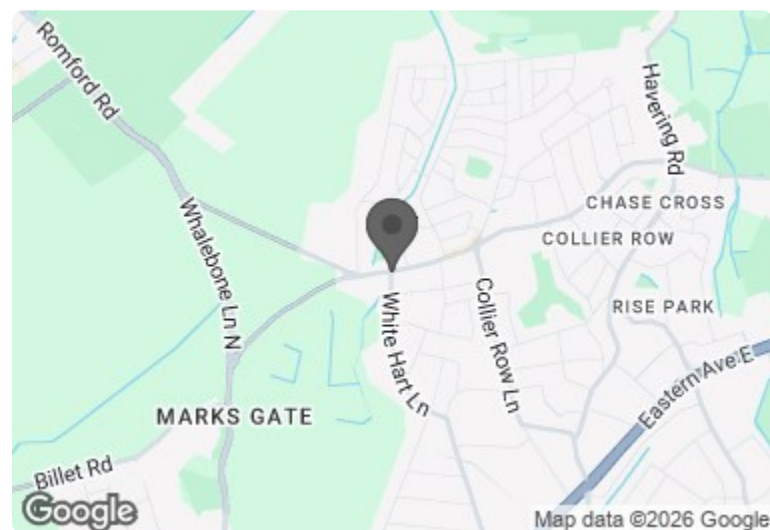 Romford Rd
Havering Rd
Whalebone Ln N
CHASE CROSS
COLLIER ROW
White Hart Ln
Collier Row Ln
RISE PARK
Eastern Ave E
MARKS GATE
Billet Rd
Google
Map data ©2026 Google